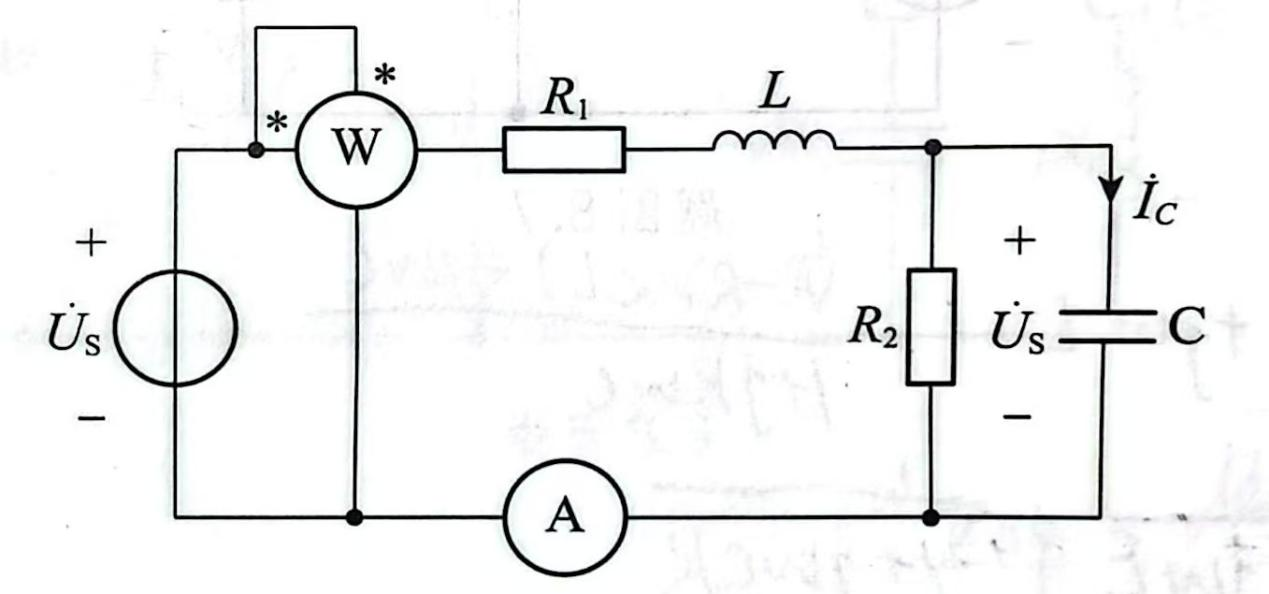 * R₁ L
* W
İ_C
+ +
U̇_S R₂ U̇_S C
− −
A